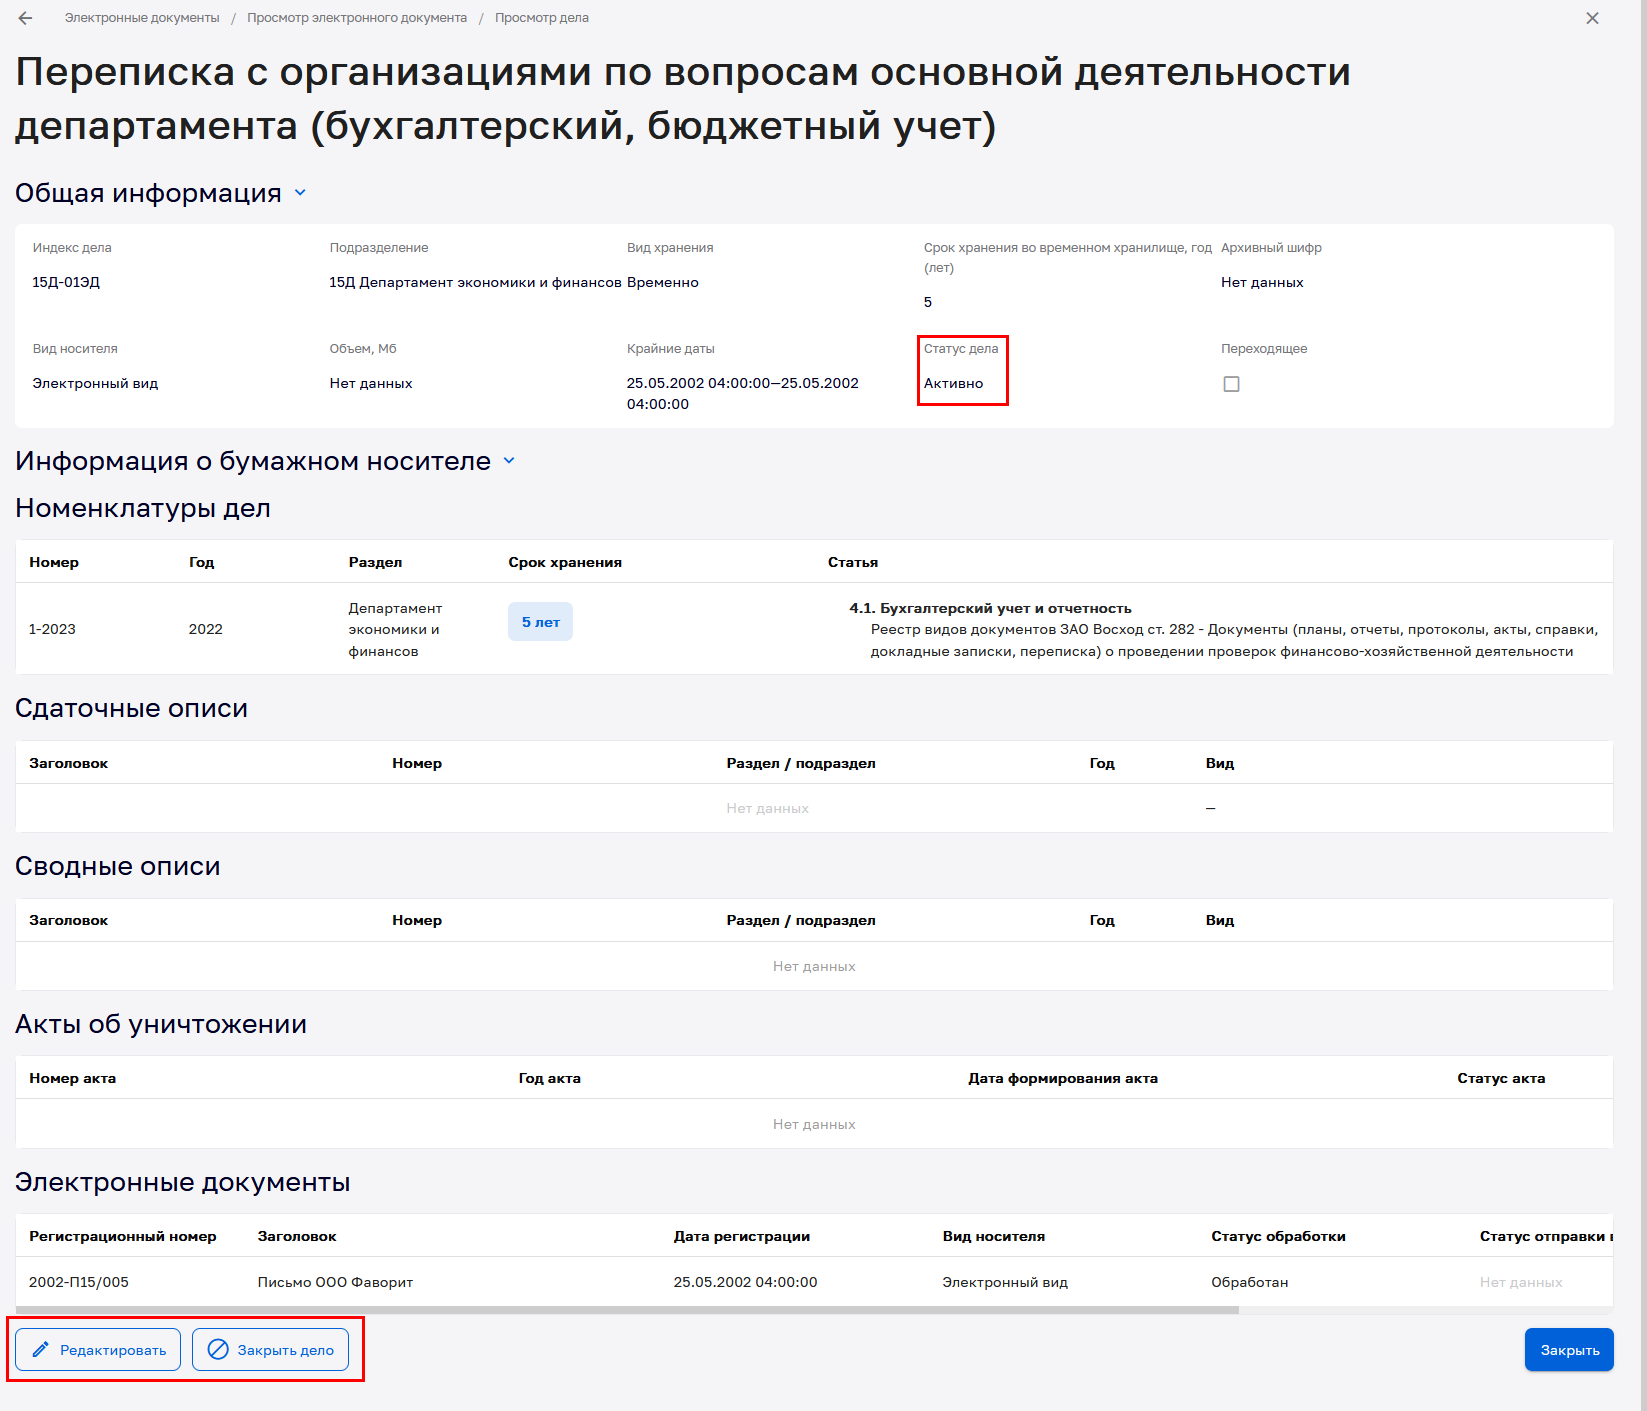 Электронные документы / Просмотр электронного документа / Просмотр дела
Переписка с организациями по вопросам основной деятельности
департамента (бухгалтерский, бюджетный учет)
Общая информация
Индекс дела
15Д-01ЭД
Подразделение
15Д Департамент экономики и финансов
Вид хранения
Временно
Срок хранения во временном хранилище, год
(лет)
5
Архивный шифр
Нет данных
Вид носителя
Электронный вид
Объем, Мб
Нет данных
Крайние даты
25.05.2002 04:00:00—25.05.2002
04:00:00
Статус дела
Активно
Переходящее
Информация о бумажном носителе
Номенклатуры дел
Номер Год Раздел Срок хранения Статья
1-2023
2022
Департамент
экономики и
финансов
5 лет
4.1. Бухгалтерский учет и отчетность
Реестр видов документов ЗАО Восход ст. 282 - Документы (планы, отчеты, протоколы, акты, справки,
докладные записки, переписка) о проведении проверок финансово-хозяйственной деятельности
Сдаточные описи
Заголовок Номер Раздел / подраздел Год Вид
Нет данных —
Сводные описи
Заголовок Номер Раздел / подраздел Год Вид
Нет данных
Акты об уничтожении
Номер акта Год акта Дата формирования акта Статус акта
Нет данных
Электронные документы
Регистрационный номер Заголовок Дата регистрации Вид носителя Статус обработки Статус отправки
2002-П15/005 Письмо ООО Фаворит 25.05.2002 04:00:00 Электронный вид Обработан Нет данных
Редактировать Закрыть дело Закрыть